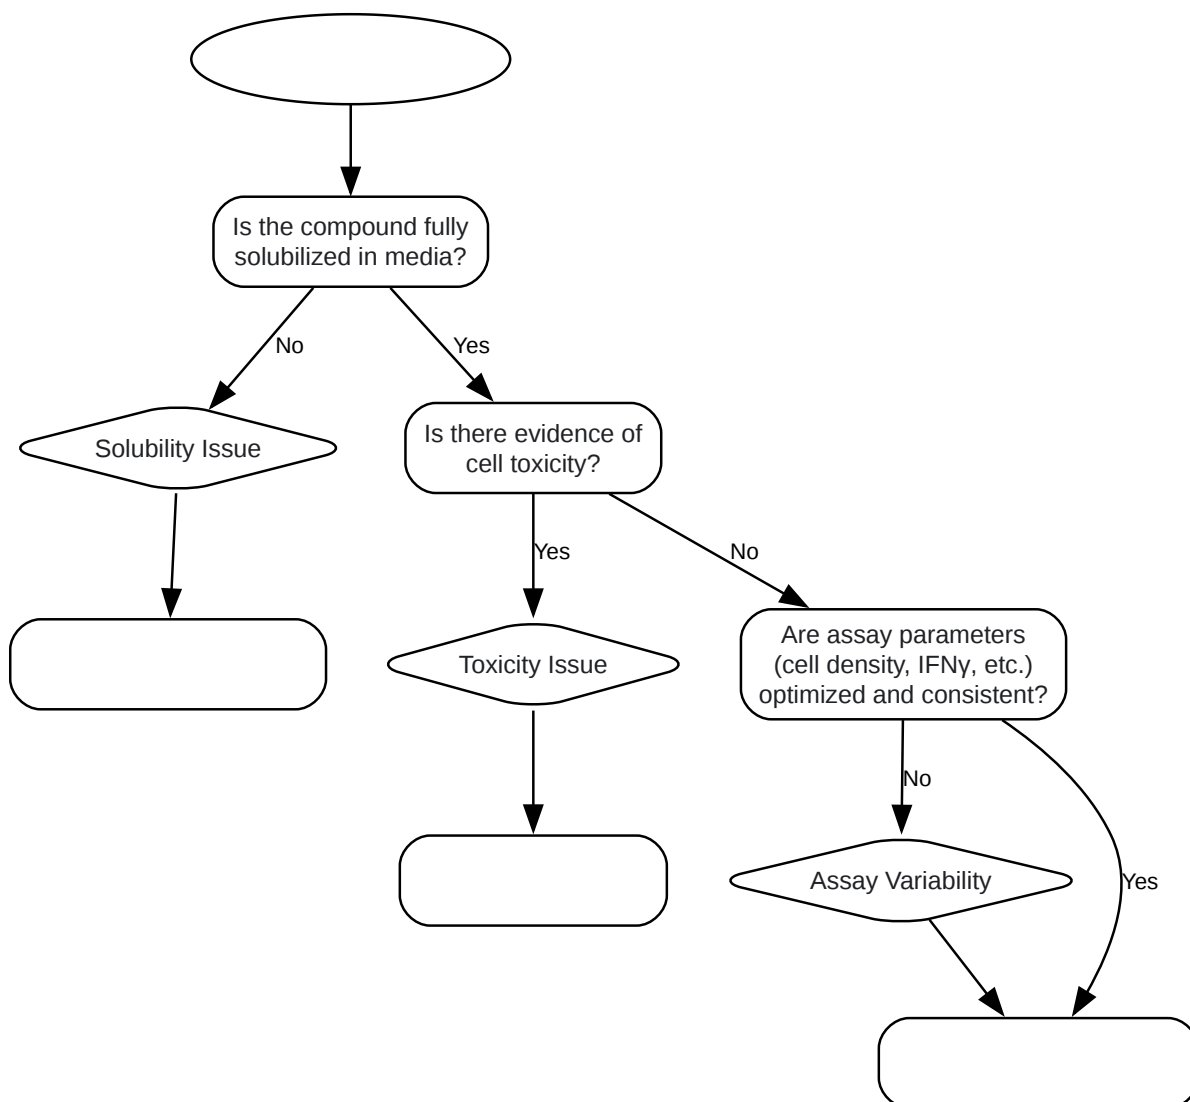 Is the compound fully
solubilized in media?
No
Yes
Solubility Issue
Is there evidence of
cell toxicity?
Yes
No
Toxicity Issue
Are assay parameters
(cell density, IFNγ, etc.)
optimized and consistent?
No
Assay Variability
Yes